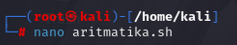 ┌──(root㉿kali)-[/home/kali]
└─# nano aritmatika.sh